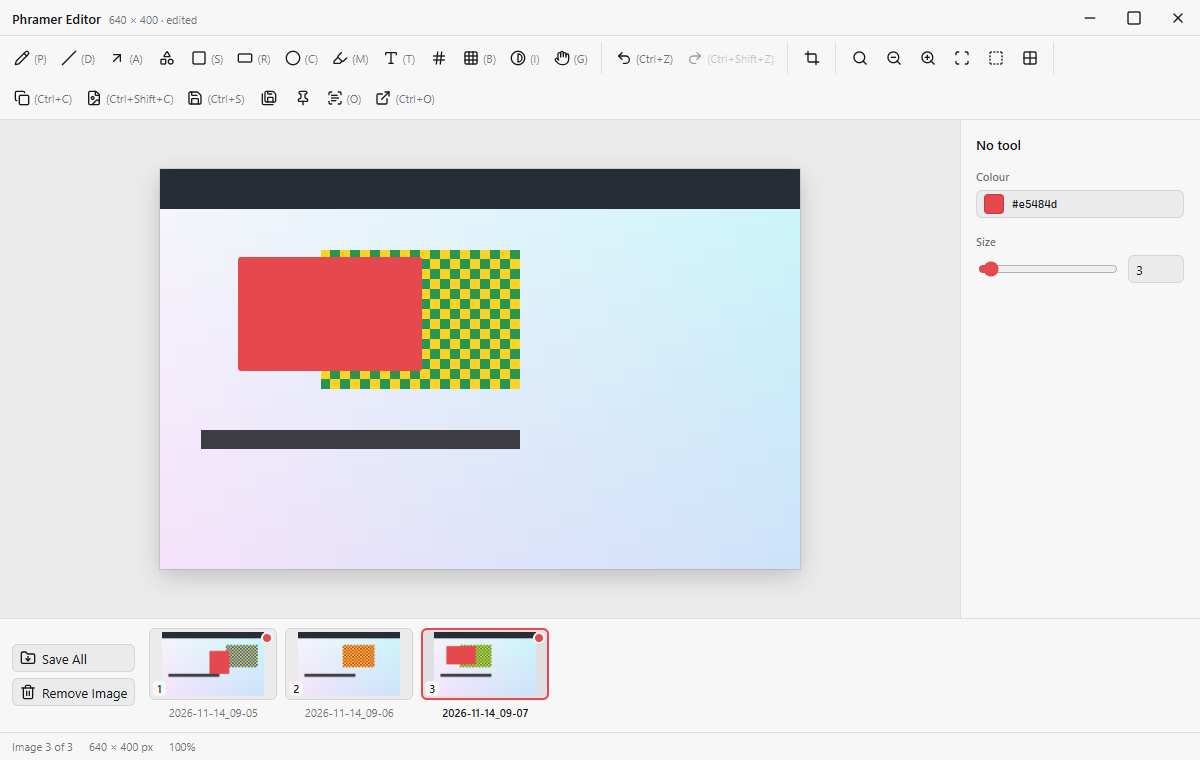 Phramer Editor 640 × 400 · edited
(P) (D) (A) (S) (R) (C) (M) (T) (B) (I) (G) (Ctrl+Z) (Ctrl+Shift+Z)
(Ctrl+C) (Ctrl+Shift+C) (Ctrl+S) (O) (Ctrl+O)
No tool
Colour
#e5484d
Size
3
Save All
Remove Image
1
2
3
2026-11-14_09-05
2026-11-14_09-06
2026-11-14_09-07
Image 3 of 3 640 × 400 px 100%